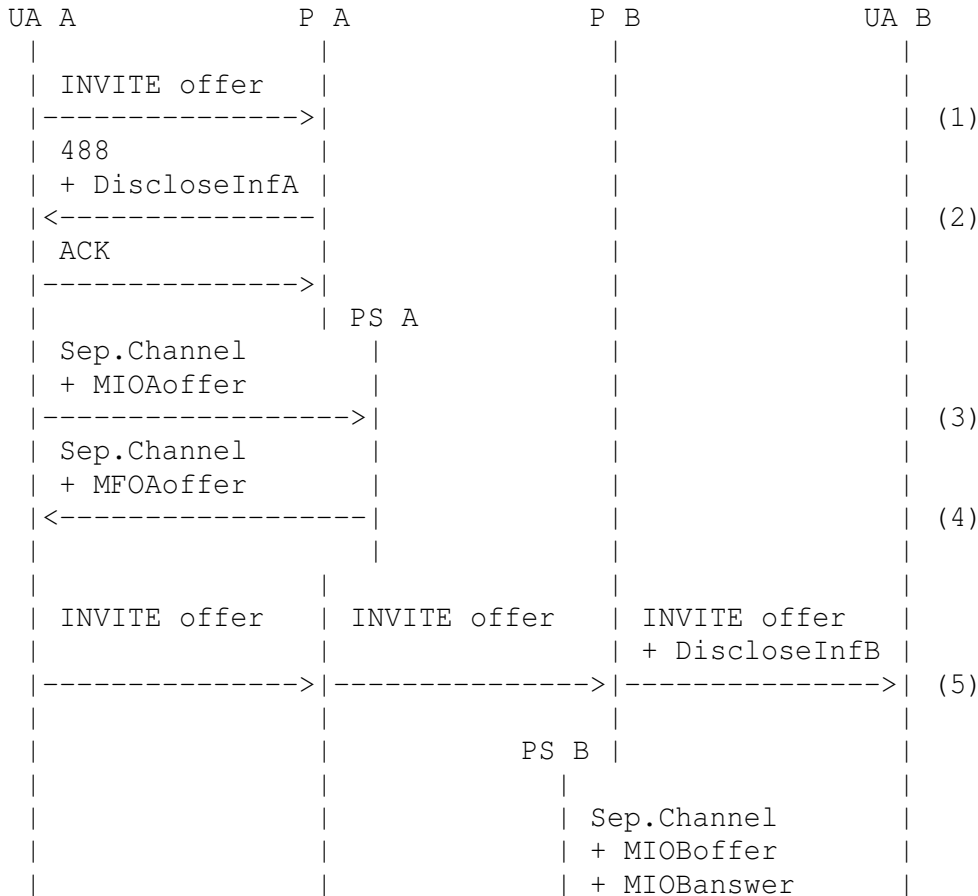 UA A P A P B UA B
INVITE offer
(1)
488
+ DiscloseInfA
(2)
ACK
PS A
Sep.Channel
+ MIOAoffer
(3)
Sep.Channel
+ MFOAoffer
(4)
INVITE offer INVITE offer INVITE offer
+ DiscloseInfB
(5)
PS B
Sep.Channel
+ MIOBoffer
+ MIOBanswer